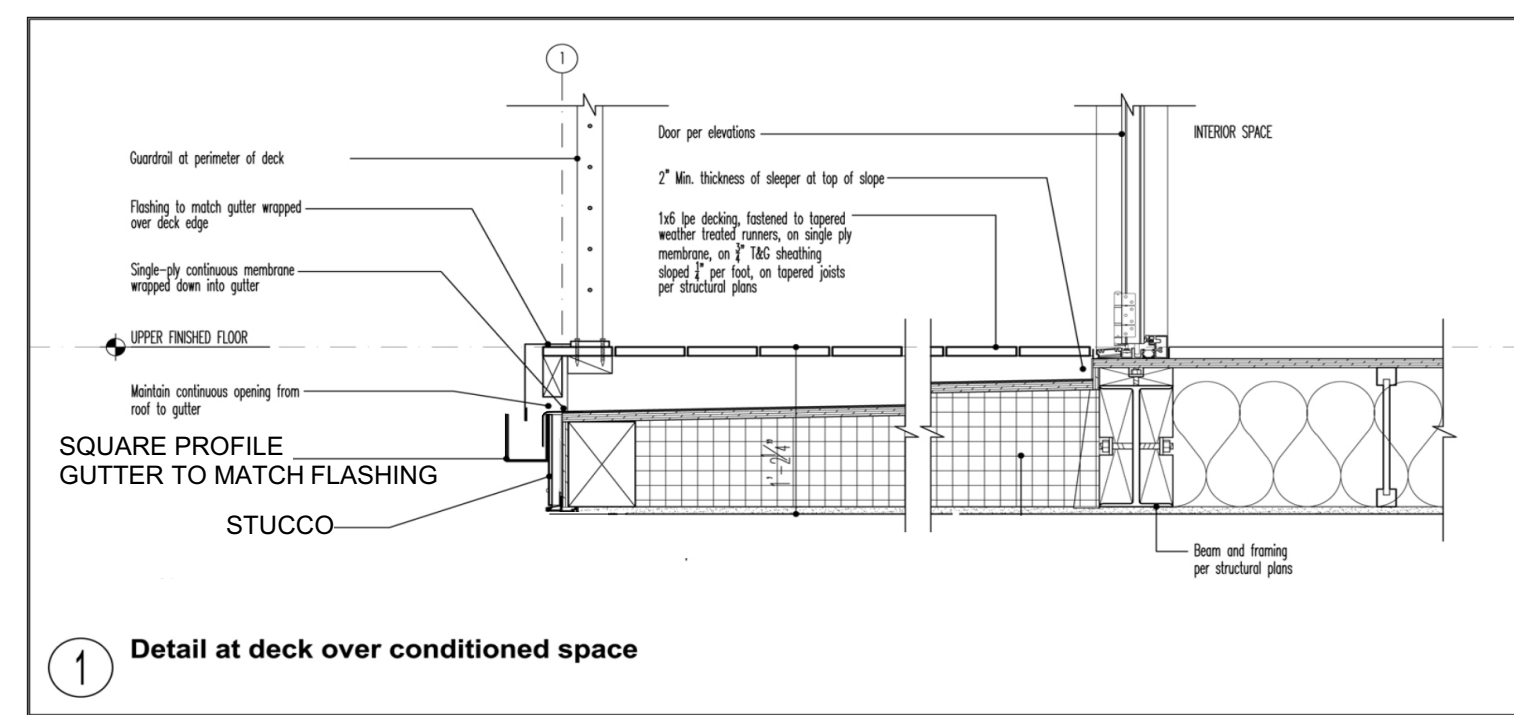 1
Guardrail at perimeter of deck
Flashing to match gutter wrapped
over deck edge
Single-ply continuous membrane
wrapped down into gutter
UPPER FINISHED FLOOR
Maintain continuous opening from
roof to gutter
SQUARE PROFILE
GUTTER TO MATCH FLASHING
STUCCO
Door per elevations
2" Min. thickness of sleeper at top of slope
1x6 Ipe decking, fastened to tapered
weather treated runners, on single ply
membrane, on 3/4" T&G sheathing
sloped 1/4" per foot, on tapered joists
per structural plans
INTERIOR SPACE
1'-2 1/4"
Beam and framing
per structural plans
1
Detail at deck over conditioned space